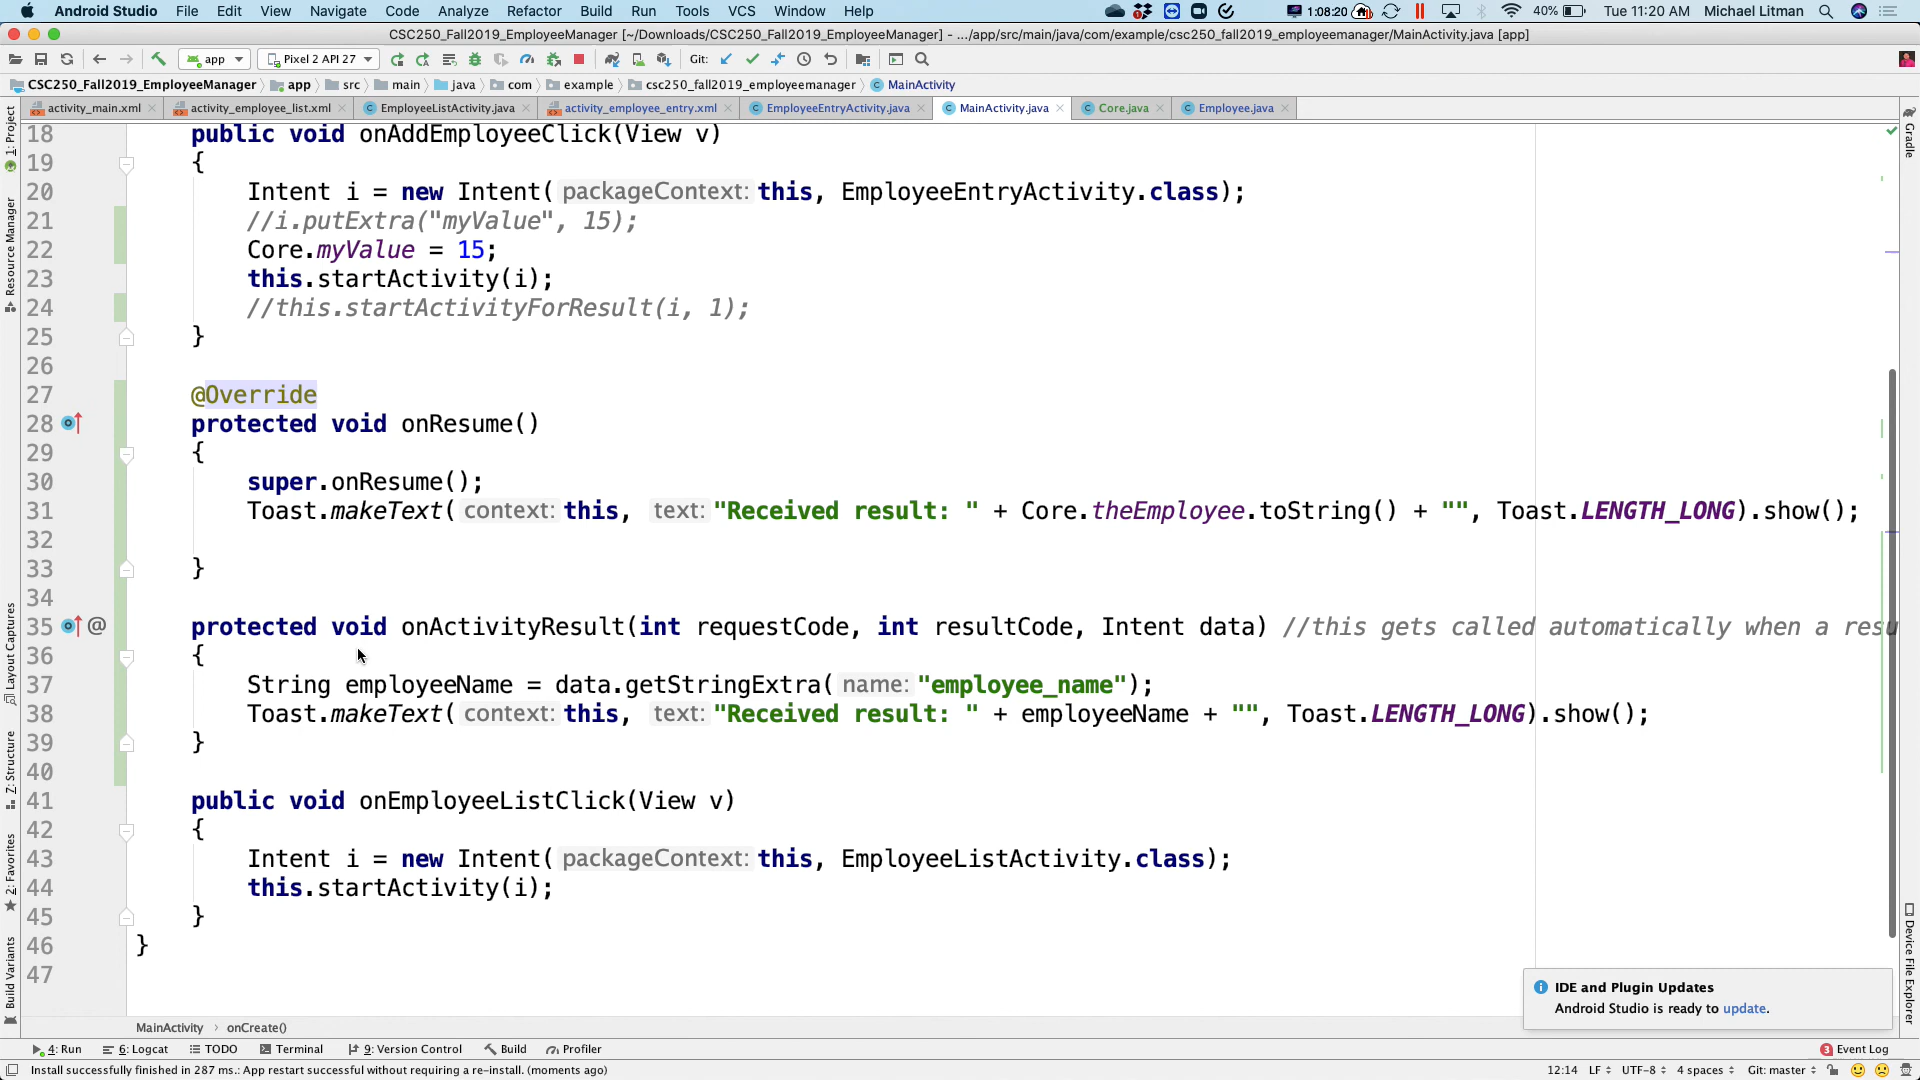 Android Studio File Edit View Navigate Code Analyze Refactor Build Run Tools VCS Window Help 1:08:20 40% Tue 11:20 AM Michael Litman
CSC250_Fall2019_EmployeeManager [~/Downloads/CSC250_Fall2019_EmployeeManager] - .../app/src/main/java/com/example/csc250_fall2019_employeemanager/MainActivity.java [app]
app Pixel 2 API 27 Git:
CSC250_Fall2019_EmployeeManager app src main java com example csc250_fall2019_employeemanager MainActivity
activity_main.xml activity_employee_list.xml EmployeeListActivity.java activity_employee_entry.xml EmployeeEntryActivity.java MainActivity.java Core.java Employee.java
1: Project
Resource Manager
Layout Captures
7: Structure
2: Favorites
Build Variants
Gradle
Device File Explorer
18 public void onAddEmployeeClick(View v)
19 {
20 Intent i = new Intent( packageContext: this, EmployeeEntryActivity.class);
21 //i.putExtra("myValue", 15);
22 Core.myValue = 15;
23 this.startActivity(i);
24 //this.startActivityForResult(i, 1);
25 }
26
27 @Override
28 protected void onResume()
29 {
30 super.onResume();
31 Toast.makeText( context: this, text: "Received result: " + Core.theEmployee.toString() + "", Toast.LENGTH_LONG).show();
32
33 }
34
35 @ protected void onActivityResult(int requestCode, int resultCode, Intent data) //this gets called automatically when a resu
36 {
37 String employeeName = data.getStringExtra( name: "employee_name");
38 Toast.makeText( context: this, text: "Received result: " + employeeName + "", Toast.LENGTH_LONG).show();
39 }
40
41 public void onEmployeeListClick(View v)
42 {
43 Intent i = new Intent( packageContext: this, EmployeeListActivity.class);
44 this.startActivity(i);
45 }
46 }
47
IDE and Plugin Updates
Android Studio is ready to update.
MainActivity onCreate()
4: Run 6: Logcat TODO Terminal 9: Version Control Build Profiler 3 Event Log
Install successfully finished in 287 ms.: App restart successful without requiring a re-install. (moments ago) 12:14 LF UTF-8 4 spaces Git: master